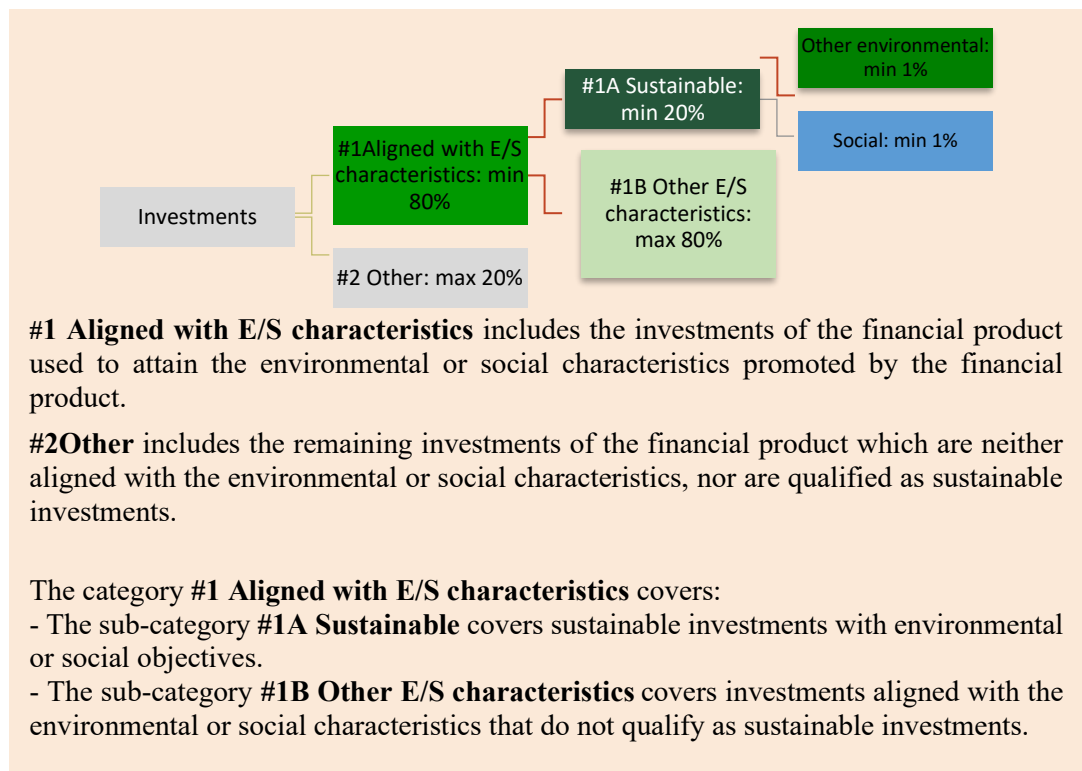 Other environmental:
min 1%
#1A Sustainable:
min 20%
Social: min 1%
#1Aligned with E/S
characteristics: min
80%
#1B Other E/S
characteristics:
max 80%
Investments
#2 Other: max 20%
#1 Aligned with E/S characteristics includes the investments of the financial product
used to attain the environmental or social characteristics promoted by the financial
product.
#2Other includes the remaining investments of the financial product which are neither
aligned with the environmental or social characteristics, nor are qualified as sustainable
investments.
The category #1 Aligned with E/S characteristics covers:
- The sub-category #1A Sustainable covers sustainable investments with environmental
or social objectives.
- The sub-category #1B Other E/S characteristics covers investments aligned with the
environmental or social characteristics that do not qualify as sustainable investments.